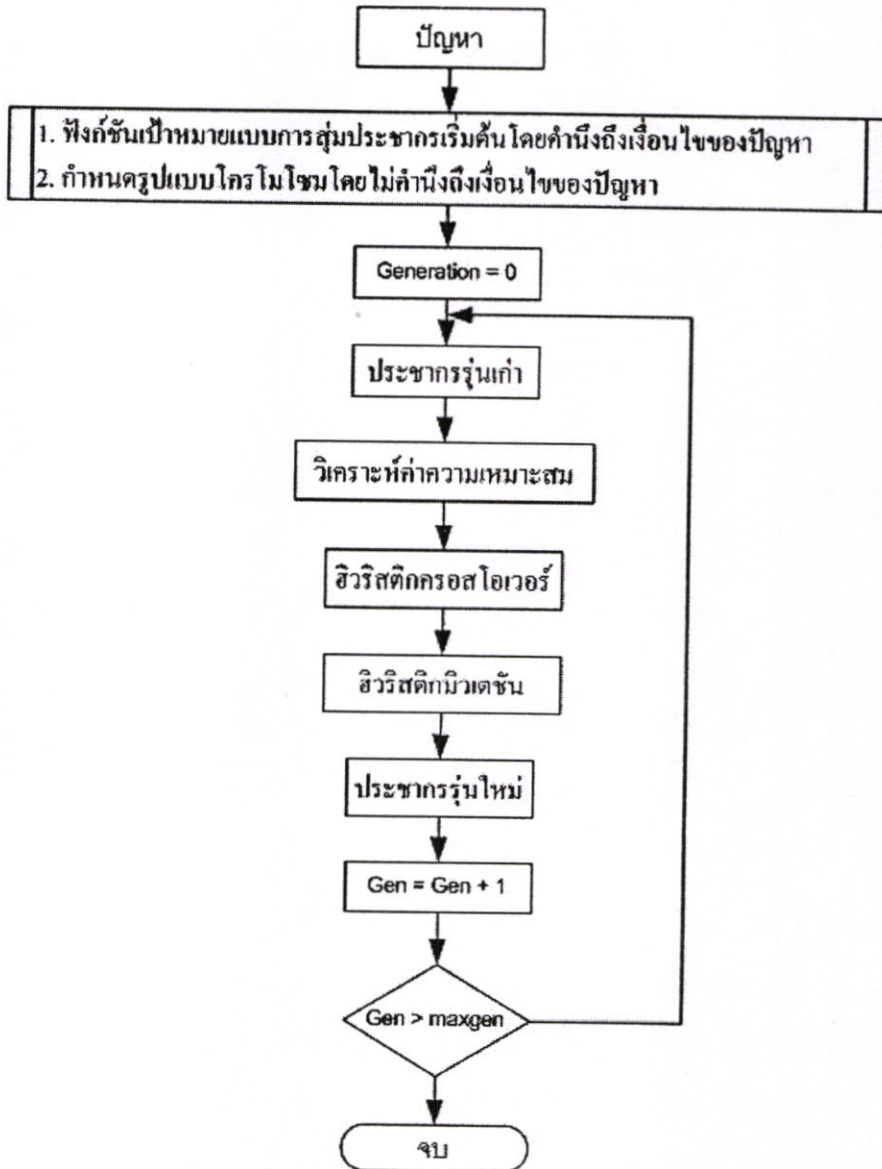 ปัญหา
1. ฟังก์ชันเป้าหมายแบบการสุ่มประชากรเริ่มต้นโดยคำนึงถึงเงื่อนไขของปัญหา
2. กำหนดรูปแบบโครโมโซมโดยไม่คำนึงถึงเงื่อนไขของปัญหา
Generation = 0
ประชากรรุ่นเก่า
วิเคราะห์ค่าความเหมาะสม
ฮิวริสติกครอสโอเวอร์
ฮิวริสติกมิวเตชัน
ประชากรรุ่นใหม่
Gen = Gen + 1
Gen > maxgen
จบ